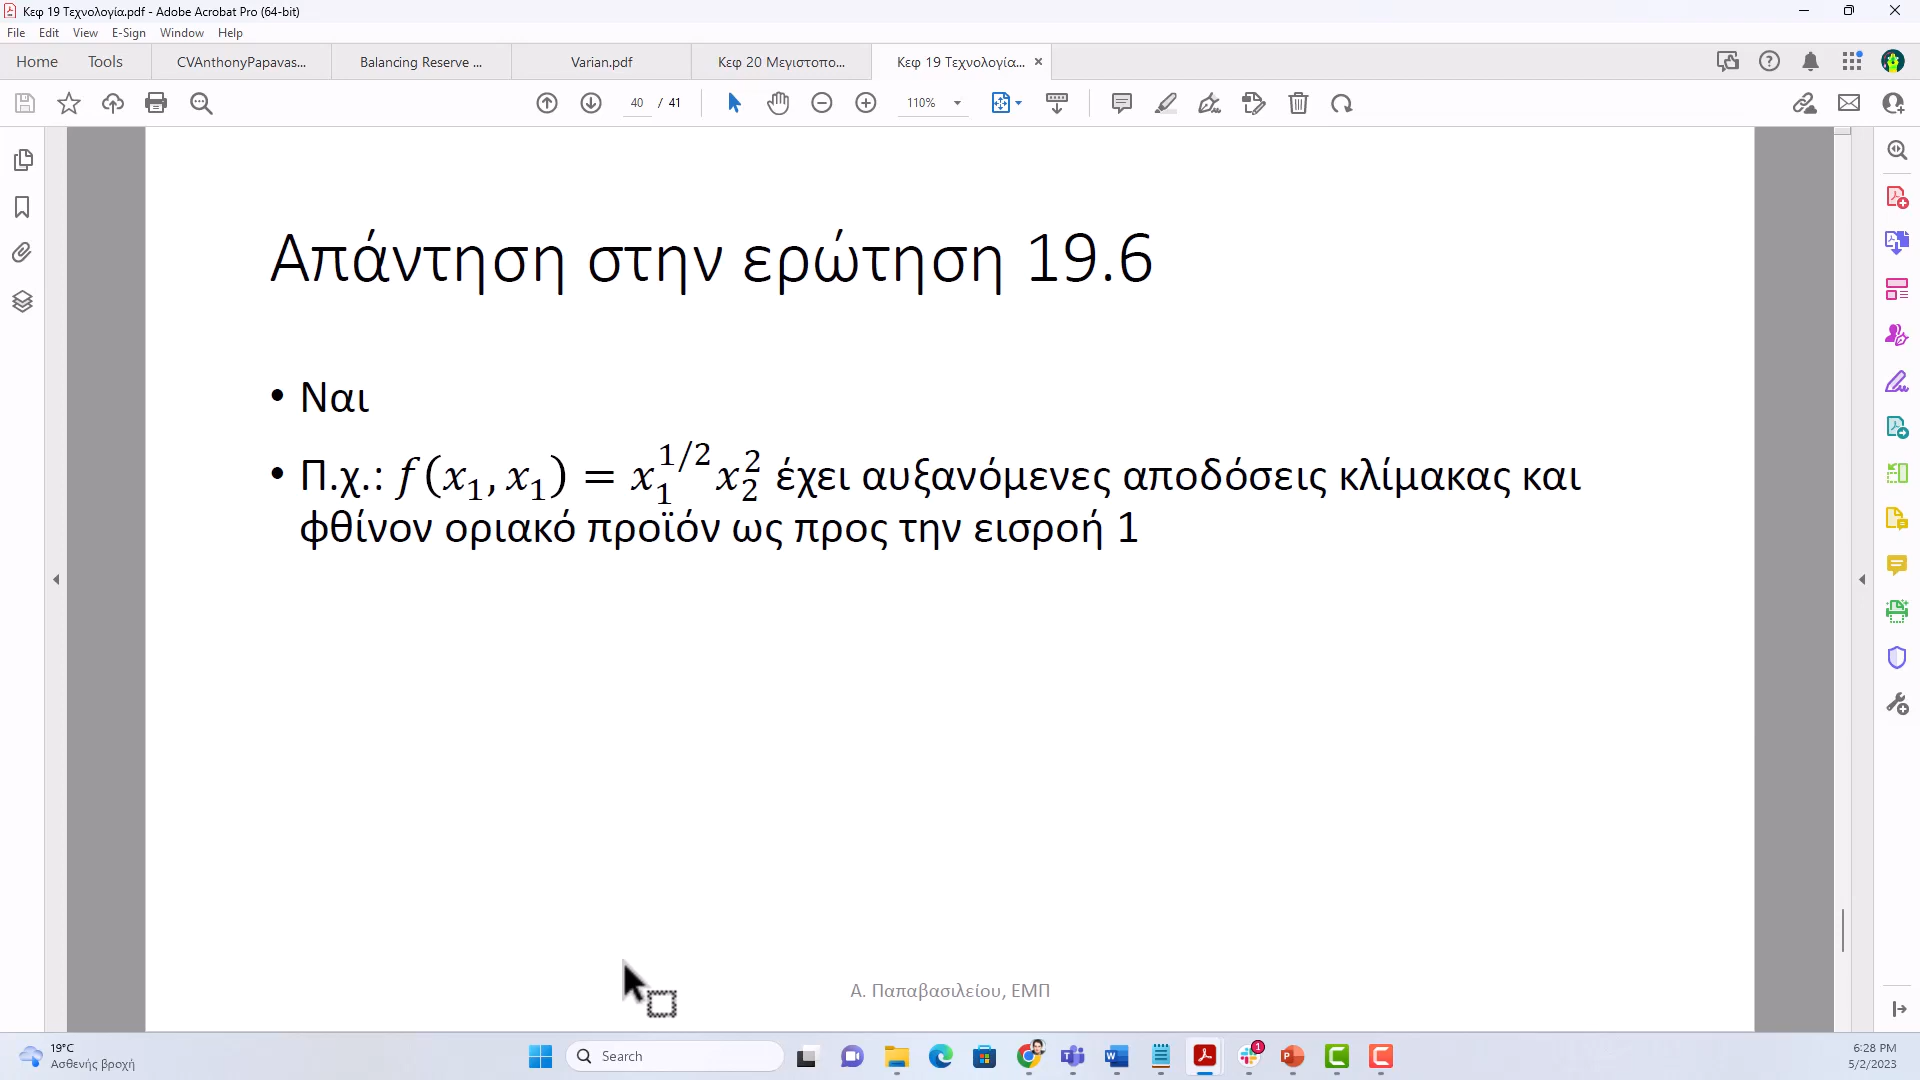 Κεφ 19 Τεχνολογία.pdf - Adobe Acrobat Pro (64-bit)
File Edit View E-Sign Window Help
Home Tools CVAnthonyPapavas... Balancing Reserve ... Varian.pdf Κεφ 20 Μεγιστοπο... Κεφ 19 Τεχνολογία...
40 / 41 110%
Απάντηση στην ερώτηση 19.6
• Ναι
• Π.χ.: f(x₁, x₁) = x₁^{1/2} x₂² έχει αυξανόμενες αποδόσεις κλίμακας και
φθίνον οριακό προϊόν ως προς την εισροή 1
Α. Παπαβασιλείου, ΕΜΠ
19°C
Ασθενής βροχή
Search
1
6:28 PM
5/2/2023